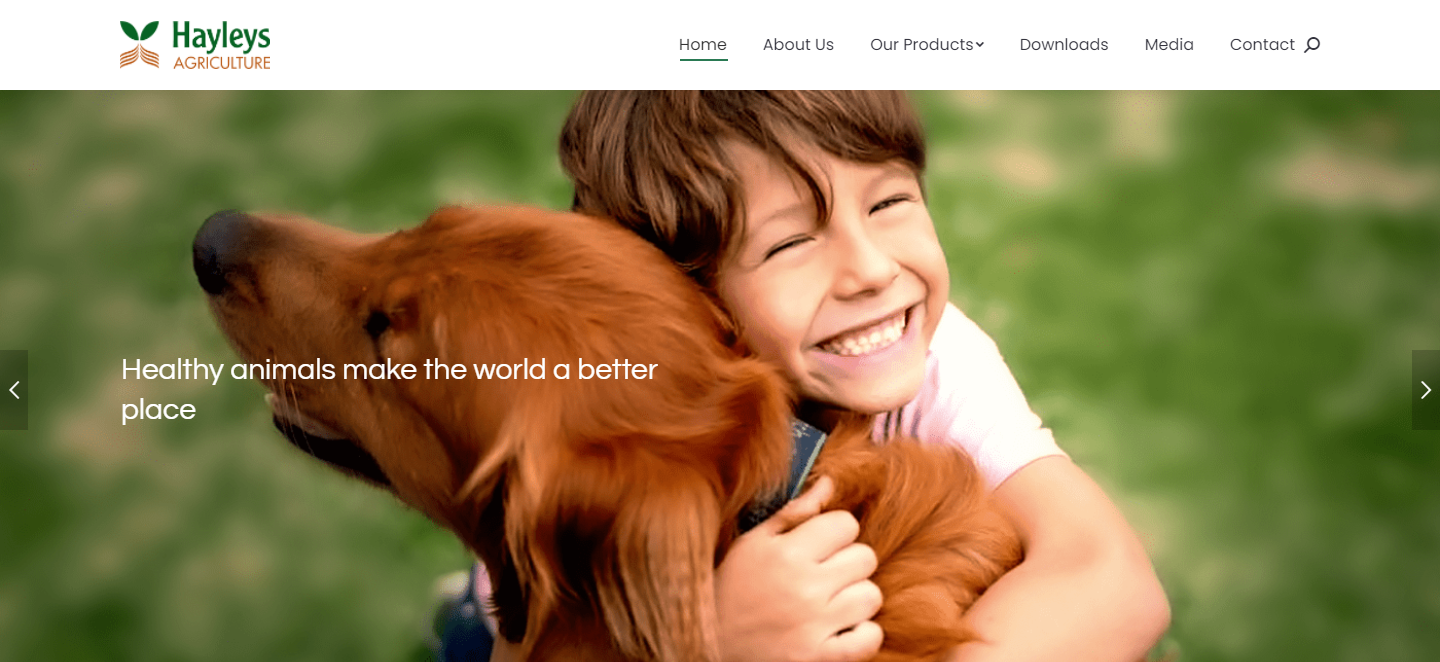 Hayleys
AGRICULTURE
Home
About Us
Our Products
Downloads
Media
Contact
Healthy animals make the world a better
place